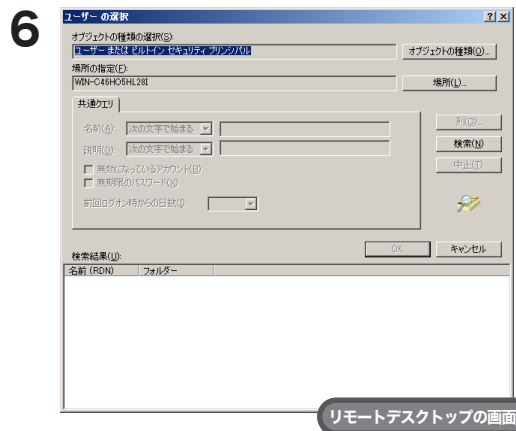 6
ユーザー の選択
オブジェクトの種類の選択(S):
ユーザー または ビルトイン セキュリティ プリンシパル
オブジェクトの種類(O)...
場所の指定(F):
WIN-C46HO5HL28I
場所(L)...
共通クエリ
名前(A): 次の文字で始まる
列(C)...
説明(D): 次の文字で始まる
検索(N)
無効になっているアカウント(B)
中止(T)
無期限のパスワード(X)
前回ログオン時からの日数(I):
OK
キャンセル
検索結果(U):
名前 (RDN) フォルダー
リモートデスクトップの画面